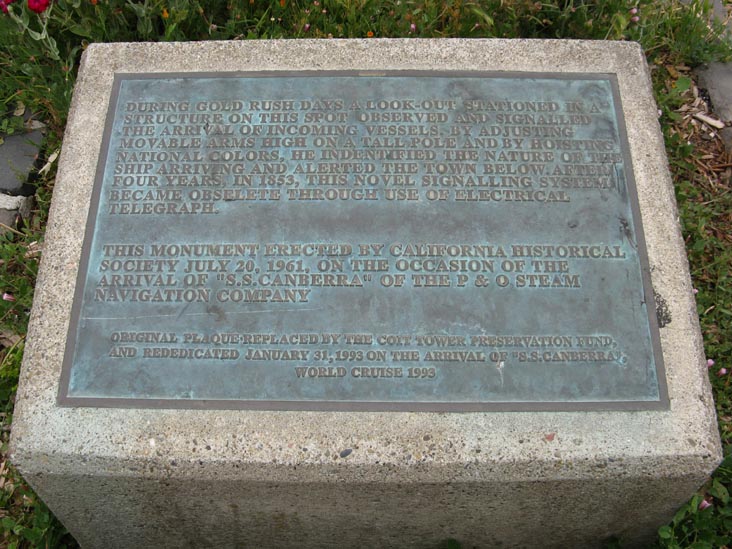 DURING GOLD RUSH DAYS A LOOK-OUT STATIONED IN A
STRUCTURE ON THIS SPOT OBSERVED AND SIGNALLED
THE ARRIVAL OF INCOMING VESSELS. BY ADJUSTING
MOVABLE ARMS HIGH ON A TALL POLE AND BY HOISTING
NATIONAL COLORS, HE INDENTIFIED THE NATURE OF THE
SHIP ARRIVING AND ALERTED THE TOWN BELOW. AFTER
FOUR YEARS, IN 1853, THIS NOVEL SIGNALLING SYSTEM
BECAME OBSELETE THROUGH USE OF ELECTRICAL
TELEGRAPH.
THIS MONUMENT ERECTED BY CALIFORNIA HISTORICAL
SOCIETY JULY 20, 1961, ON THE OCCASION OF THE
ARRIVAL OF "S.S.CANBERRA" OF THE P & O STEAM
NAVIGATION COMPANY
ORIGINAL PLAQUE REPLACED BY THE COIT TOWER PRESERVATION FUND,
AND REDEDICATED JANUARY 31, 1993 ON THE ARRIVAL OF "S.S.CANBERRA",
WORLD CRUISE 1993